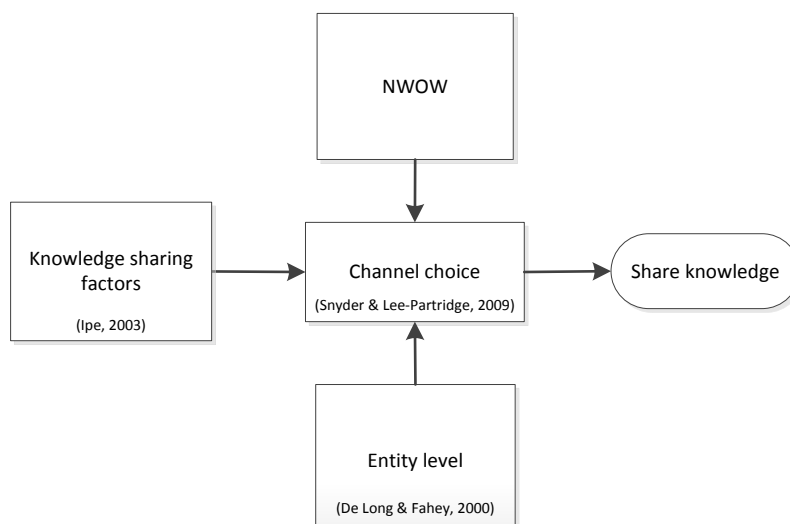 NWOW
Knowledge sharing
factors
(Ipe, 2003)
Channel choice
(Snyder & Lee-Partridge, 2009)
Share knowledge
Entity level
(De Long & Fahey, 2000)